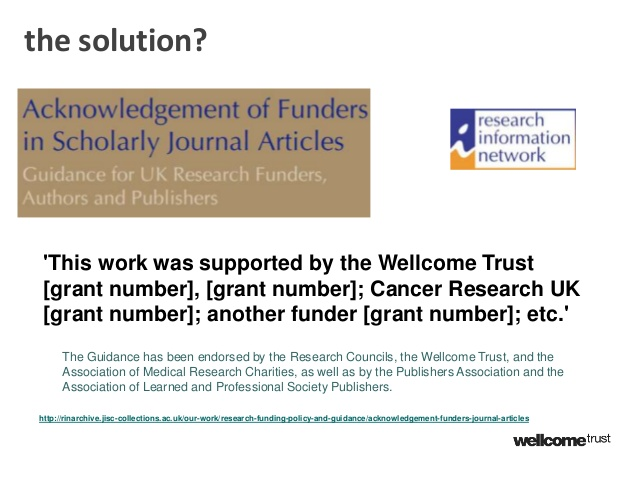 the solution?
Acknowledgement of Funders
in Scholarly Journal Articles
Guidance for UK Research Funders,
Authors and Publishers
research
information
network
'This work was supported by the Wellcome Trust
[grant number], [grant number]; Cancer Research UK
[grant number]; another funder [grant number]; etc.'
The Guidance has been endorsed by the Research Councils, the Wellcome Trust, and the
Association of Medical Research Charities, as well as by the Publishers Association and the
Association of Learned and Professional Society Publishers.
http://rinarchive.jisc-collections.ac.uk/our-work/research-funding-policy-and-guidance/acknowledgement-funders-journal-articles
wellcometrust